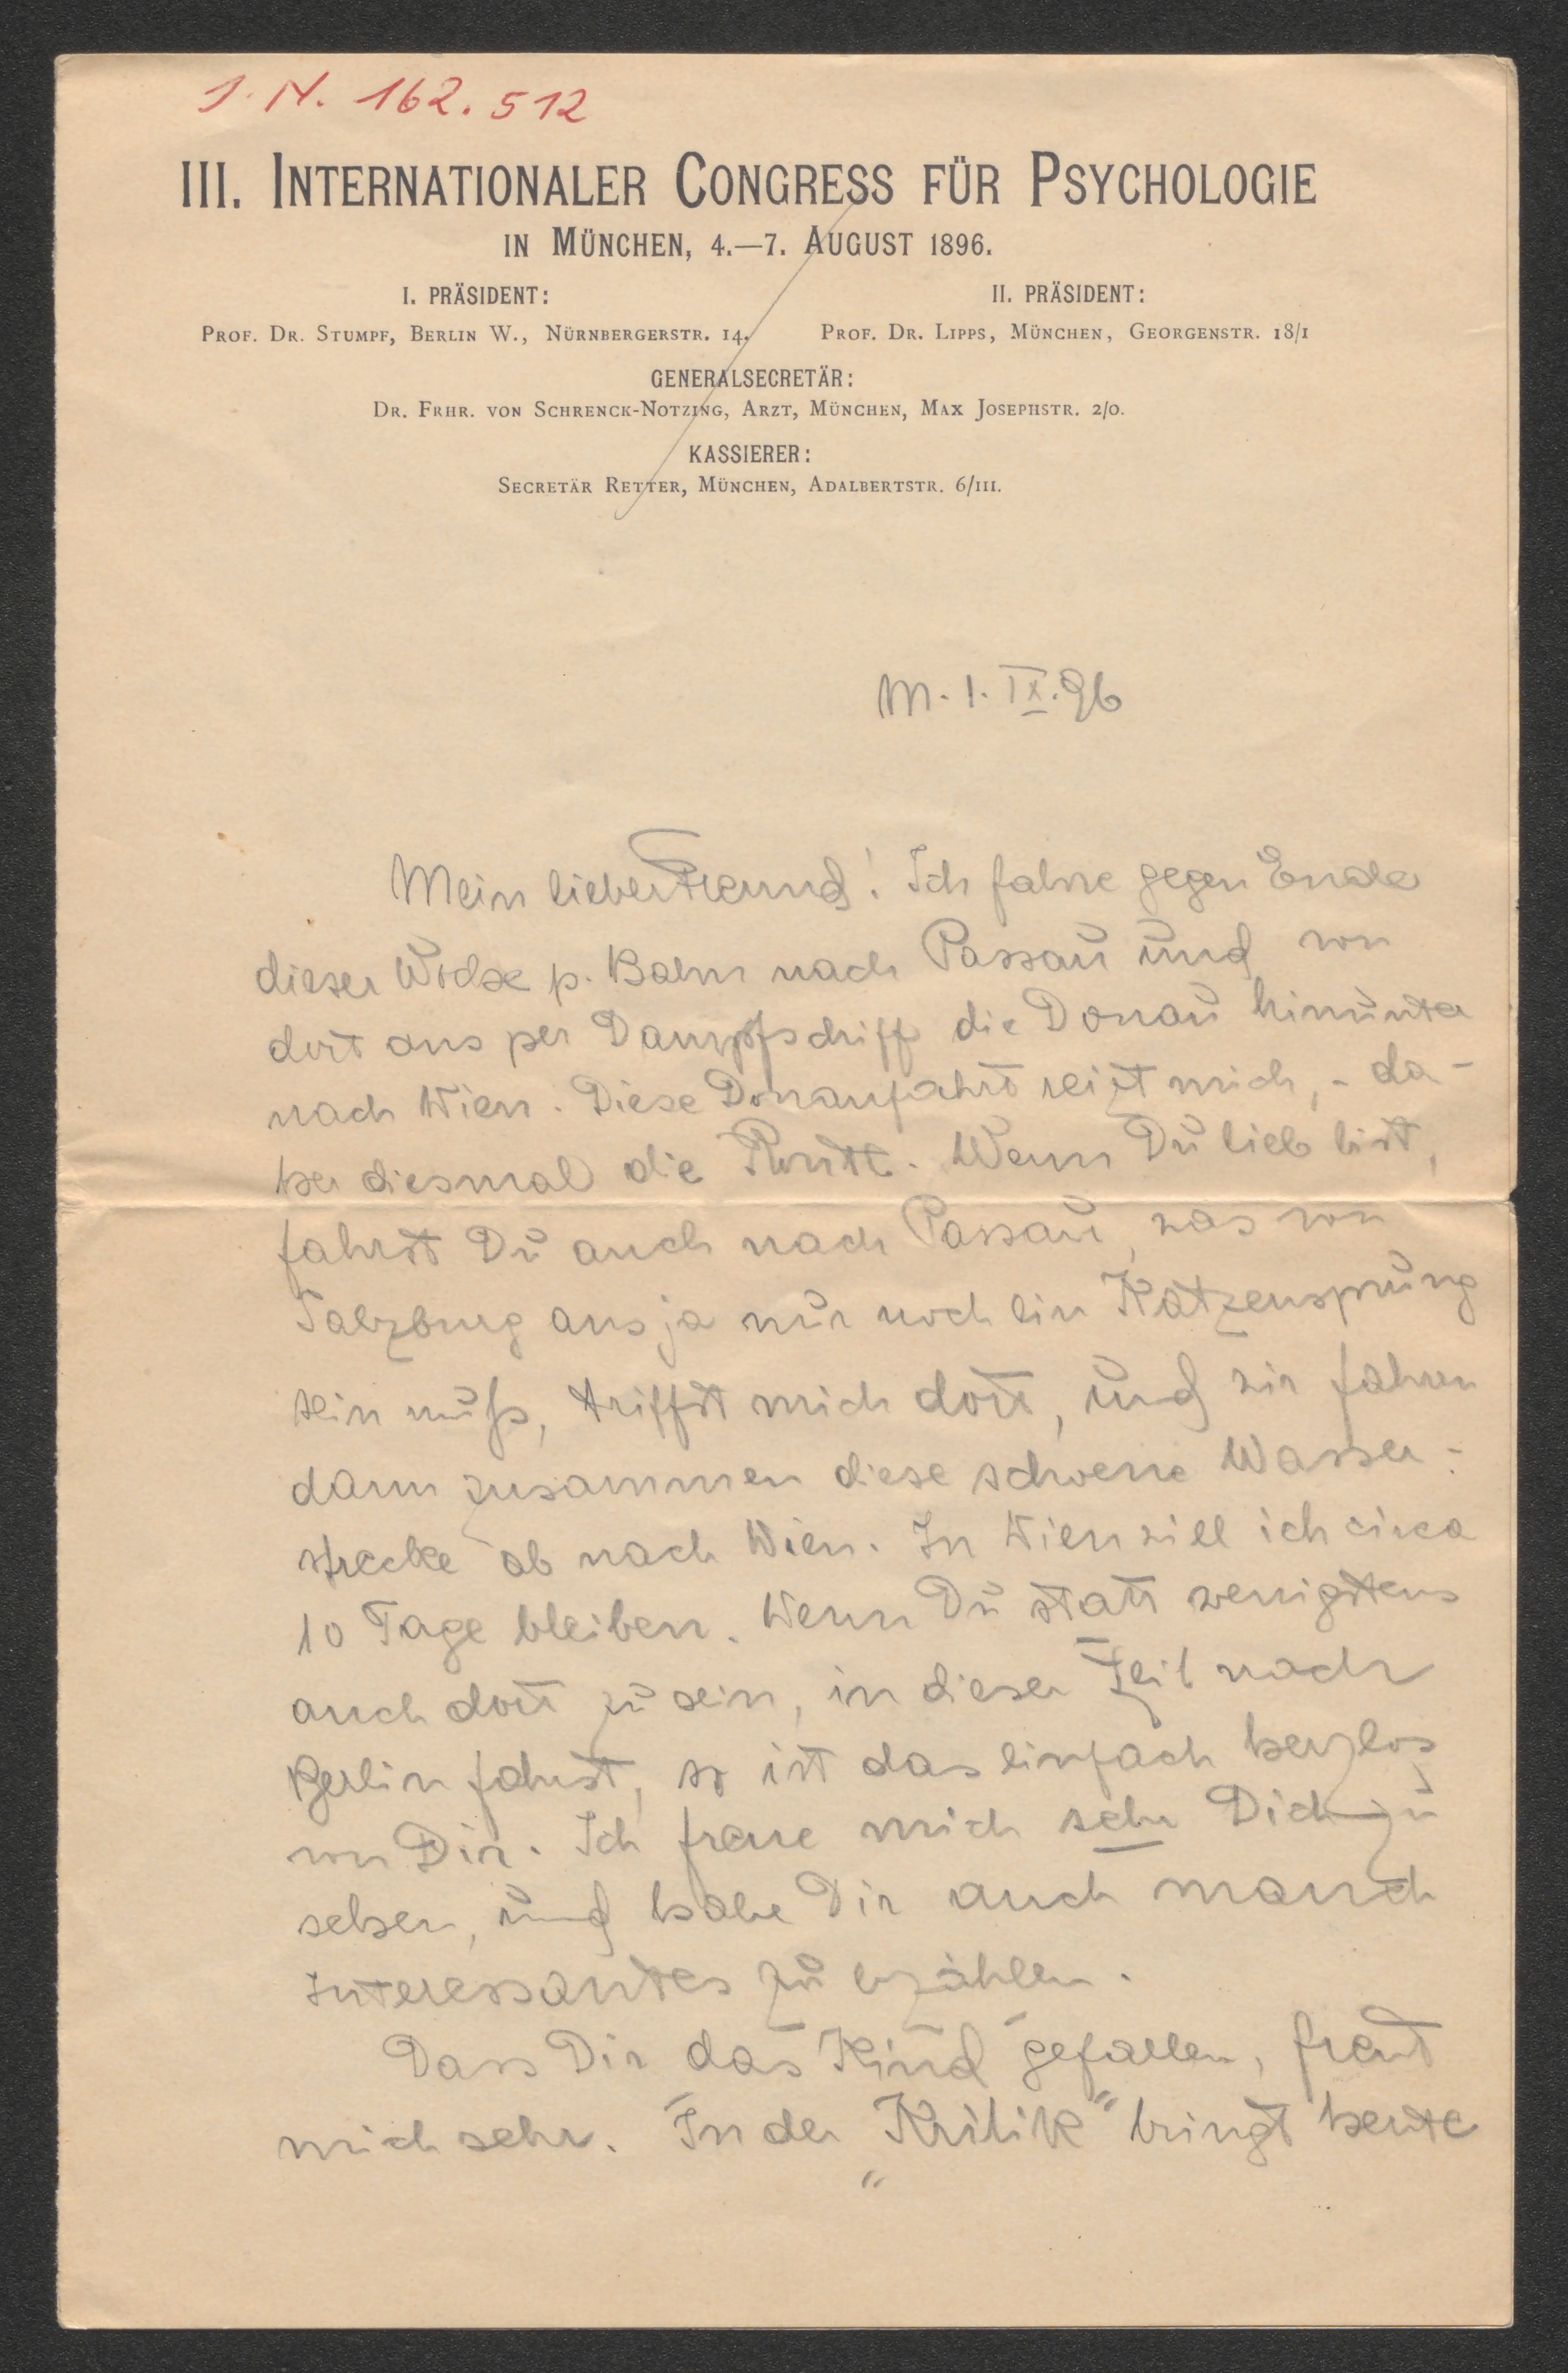 J. N. 162.512
III. INTERNATIONALER CONGRESS FÜR PSYCHOLOGIE
IN MÜNCHEN, 4.—7. AUGUST 1896.
I. PRÄSIDENT: II. PRÄSIDENT:
PROF. DR. STUMPF, BERLIN W., NÜRNBERGERSTR. 14. PROF. DR. LIPPS, MÜNCHEN, GEORGENSTR. 18/I
GENERALSECRETÄR:
DR. FRHR. VON SCHRENCK-NOTZING, ARZT, MÜNCHEN, MAX JOSEPHSTR. 2/0.
KASSIERER:
SECRETÄR RETTER, MÜNCHEN, ADALBERTSTR. 6/III.
M. 1. IX. 96
Mein lieber Freund! Ich fahre gegen Ende
dieser Woche p. Bahn nach Passau und von
dort aus per Dampfschiff die Donau hinunter
nach Wien. Diese Donaufahrt reizt mich, - da-
her diesmal die Route. Wenn Du lieb bist,
fahrst Du auch nach Passau, was von
Salzburg aus ja nur noch ein Katzensprung
sein muß, triffst mich dort, und wir fahren
dann zusammen diese schoene Wasser-
strecke ab nach Wien. In Wien will ich circa
10 Tage bleiben. Wenn Du statt wenigstens
auch dort zu sein, in dieser Zeit nach
Berlin fahrst, so ist das einfach herzlos
von Dir. Ich freue mich sehr Dich zu
sehen, und habe Dir auch manch
Interessantes zu erzählen.
Dass Dir das Kind gefallen, freut
mich sehr. In der „Kritik“ bringt heute